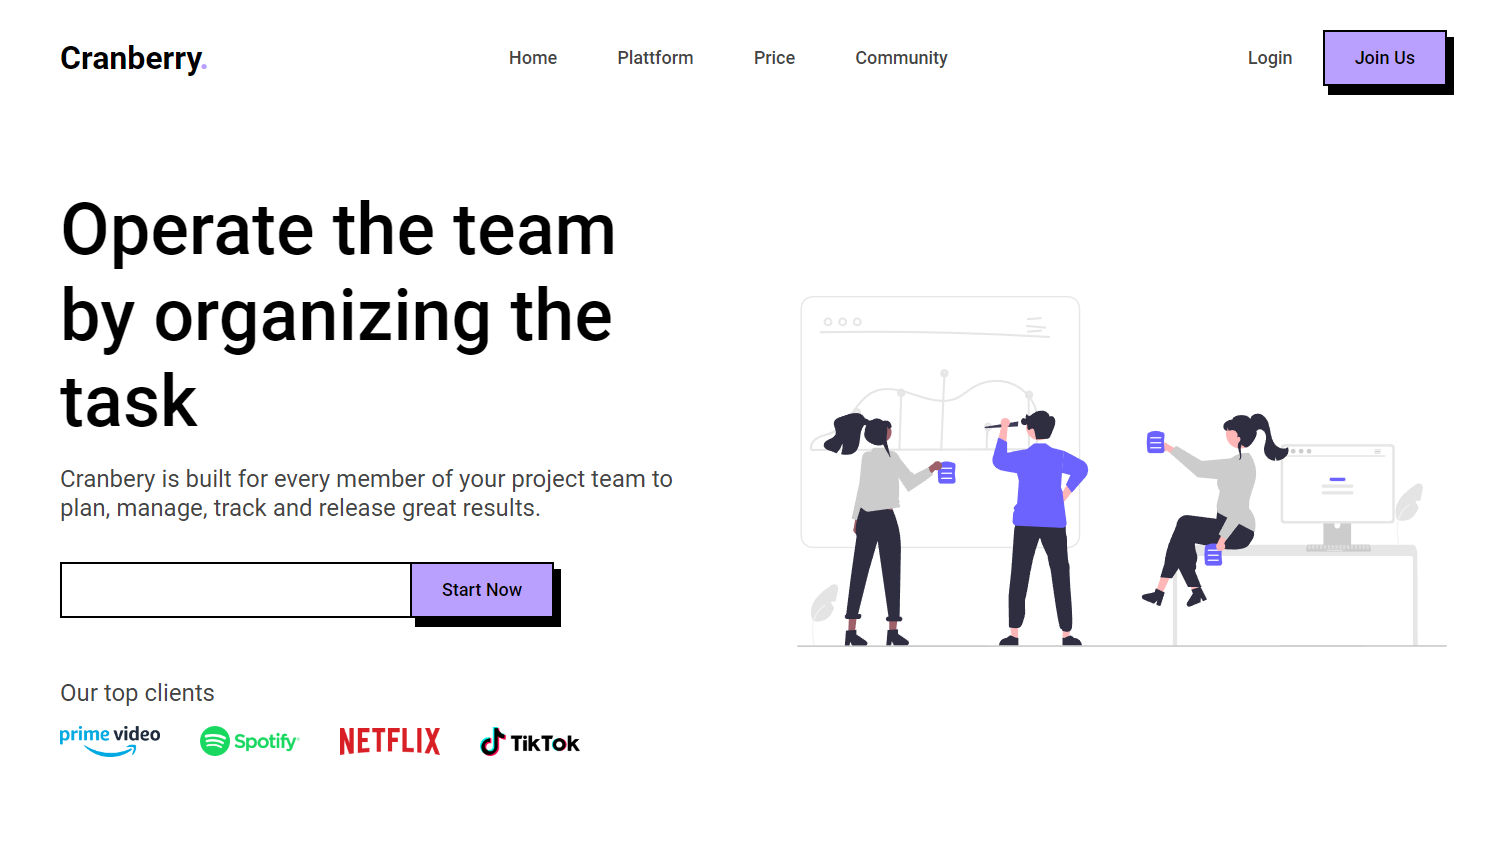 Cranberry.
Home
Plattform
Price
Community
Login
Join Us
Operate the team
by organizing the
task
Cranbery is built for every member of your project team to
plan, manage, track and release great results.
Start Now
Our top clients
prime video
Spotify
NETFLIX
TikTok